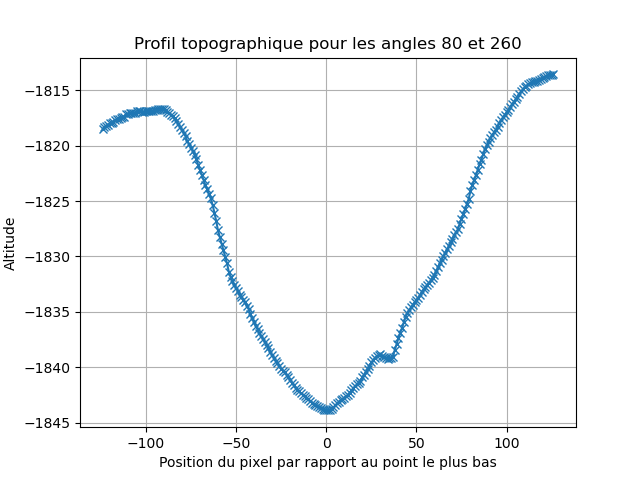 Profil topographique pour les angles 80 et 260
Altitude
−1815
−1820
−1825
−1830
−1835
−1840
−1845
−100 −50 0 50 100
Position du pixel par rapport au point le plus bas